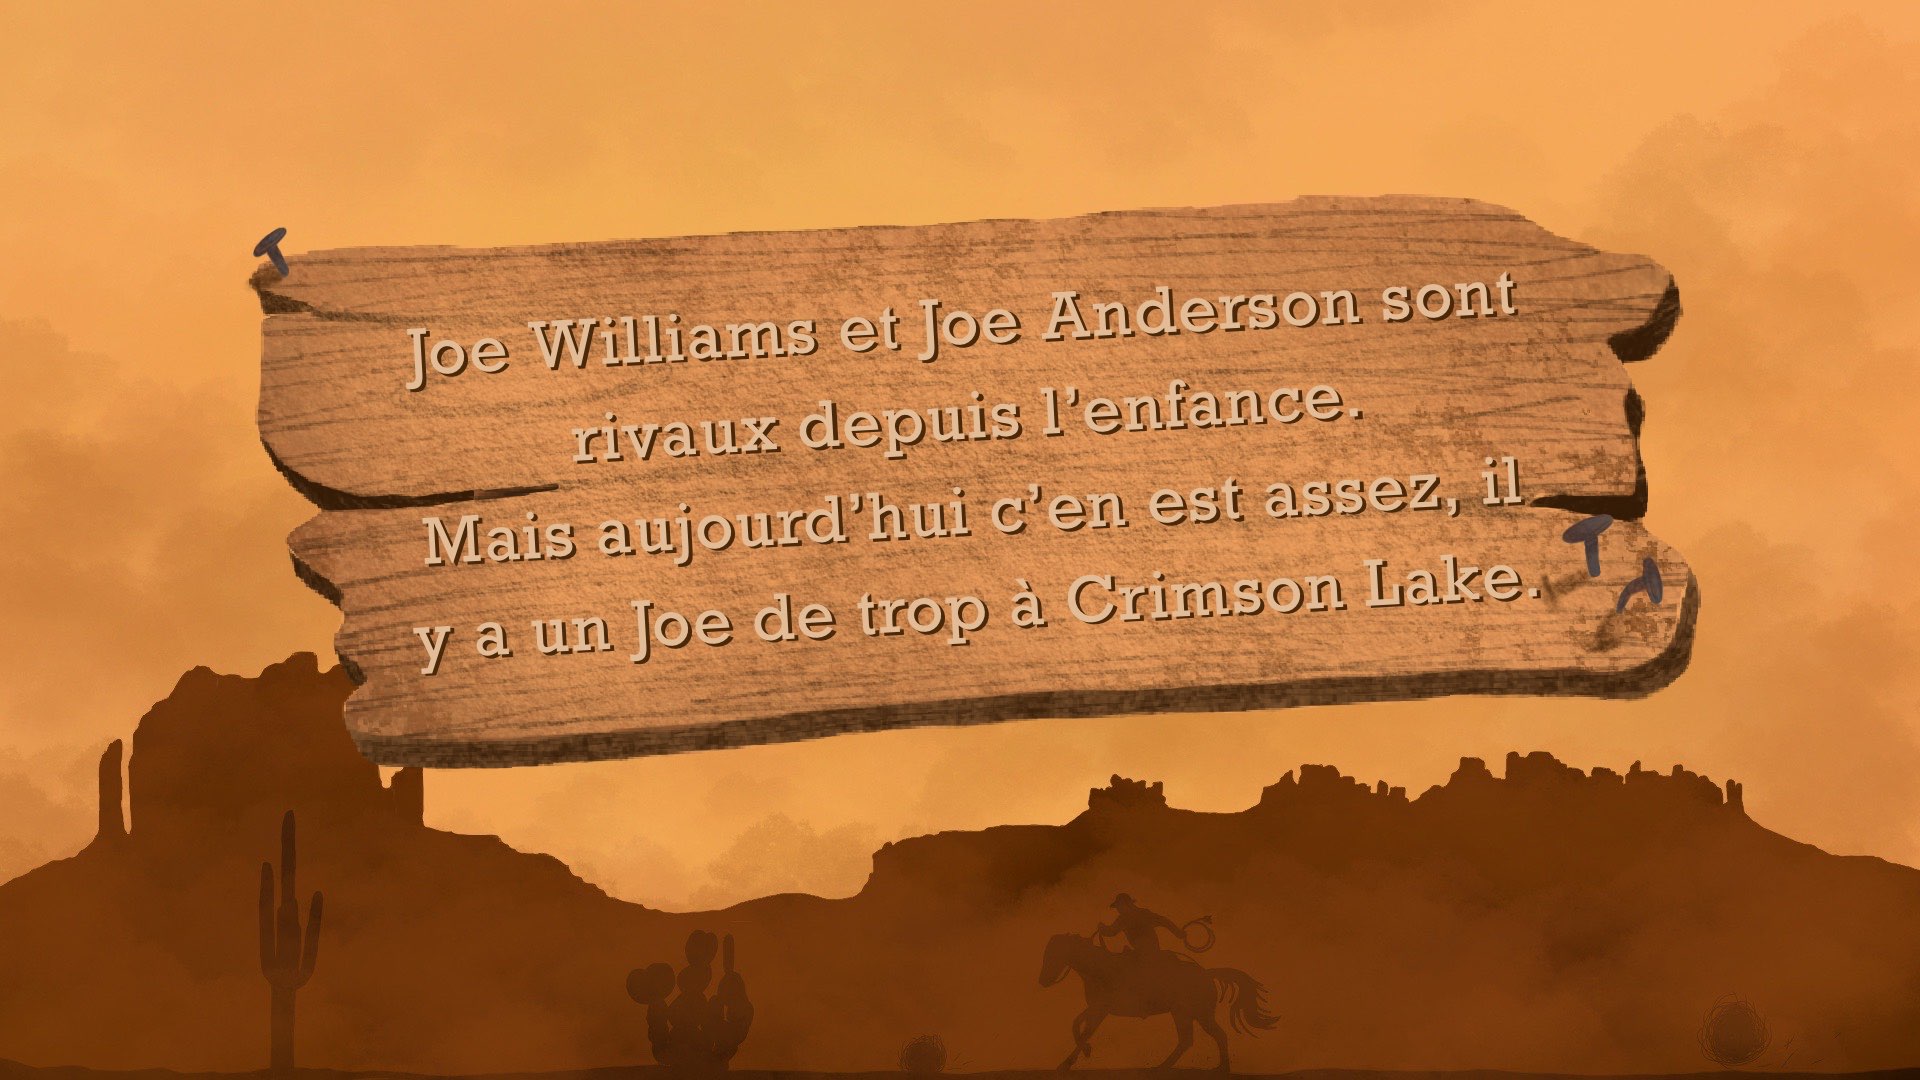 Joe Williams et Joe Anderson sont
rivaux depuis l’enfance.
Mais aujourd’hui c’en est assez, il
y a un Joe de trop à Crimson Lake.